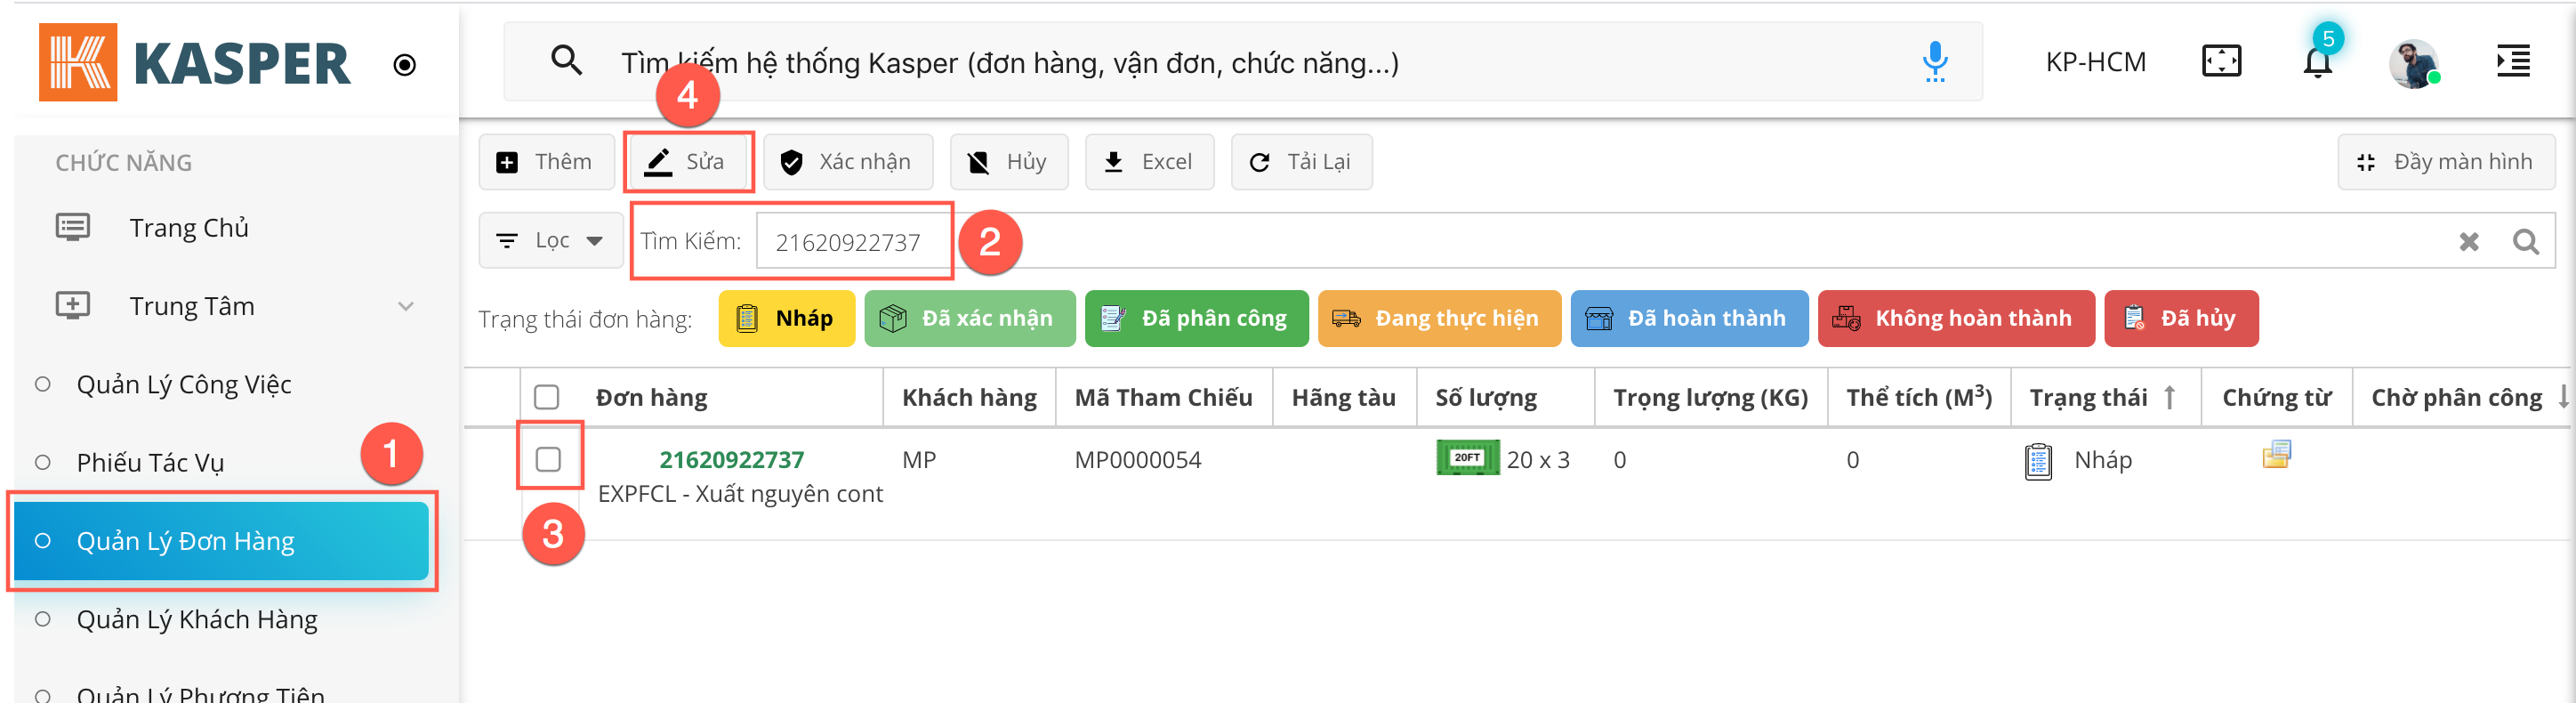 KASPER
Tìm kiếm hệ thống Kasper (đơn hàng, vận đơn, chức năng...)
KP-HCM
5
4
CHỨC NĂNG
Thêm
Sửa
Xác nhận
Hủy
Excel
Tải Lại
Đầy màn hình
Trang Chủ
Lọc
Tìm Kiếm:
21620922737
2
Trung Tâm
Trạng thái đơn hàng:
Nháp
Đã xác nhận
Đã phân công
Đang thực hiện
Đã hoàn thành
Không hoàn thành
Đã hủy
Quản Lý Công Việc
Đơn hàng
Khách hàng
Mã Tham Chiếu
Hãng tàu
Số lượng
Trọng lượng (KG)
Thể tích (M³)
Trạng thái
Chứng từ
Chờ phân công
1
Phiếu Tác Vụ
21620922737
MP
MP0000054
20FT
20 x 3
0
0
Nháp
EXPFCL - Xuất nguyên cont
3
Quản Lý Đơn Hàng
Quản Lý Khách Hàng
Quản Lý Phương Tiện